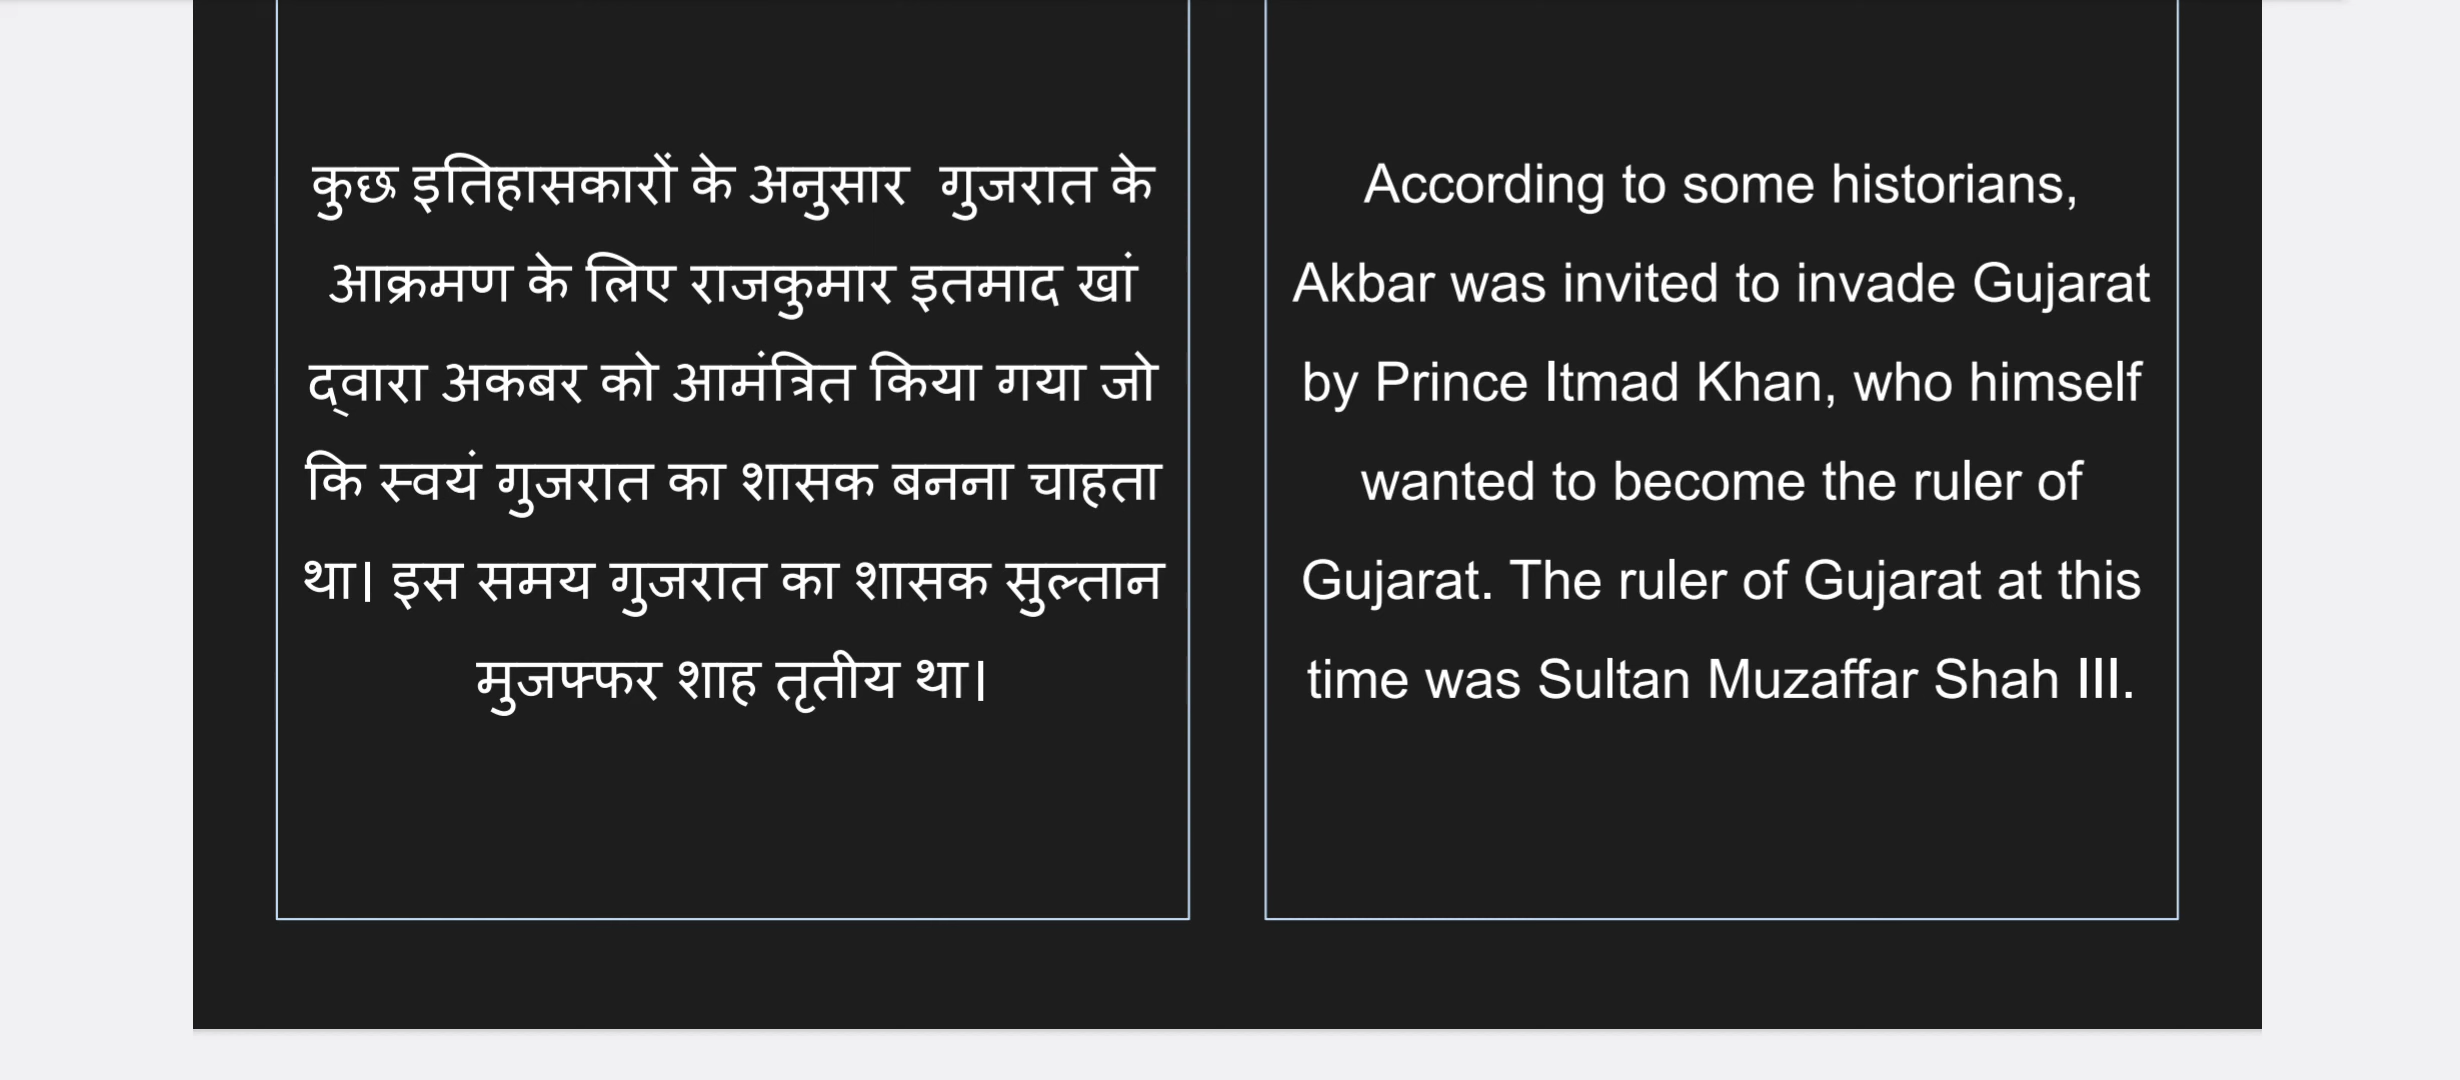 कुछ इतिहासकारों के अनुसार  गुजरात के
आक्रमण के लिए राजकुमार इतमाद खां
द्वारा अकबर को आमंत्रित किया गया जो
कि स्वयं गुजरात का शासक बनना चाहता
था। इस समय गुजरात का शासक सुल्तान
मुजफ्फर शाह तृतीय था।
According to some historians,
Akbar was invited to invade Gujarat
by Prince Itmad Khan, who himself
wanted to become the ruler of
Gujarat. The ruler of Gujarat at this
time was Sultan Muzaffar Shah III.